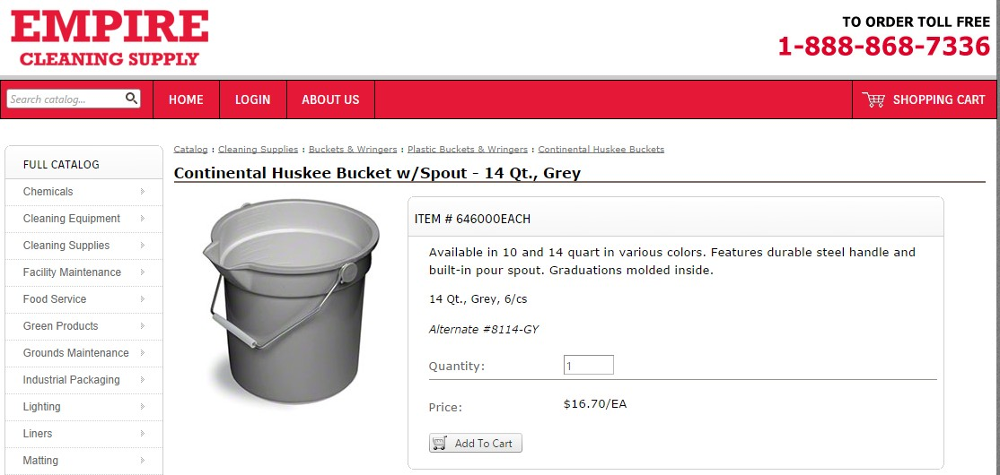 EMPIRE
CLEANING SUPPLY
TO ORDER TOLL FREE
1-888-868-7336
Search catalog...
HOME
LOGIN
ABOUT US
SHOPPING CART
FULL CATALOG
Chemicals
Cleaning Equipment
Cleaning Supplies
Facility Maintenance
Food Service
Green Products
Grounds Maintenance
Industrial Packaging
Lighting
Liners
Matting
Catalog : Cleaning Supplies : Buckets & Wringers : Plastic Buckets & Wringers : Continental Huskee Buckets
Continental Huskee Bucket w/Spout - 14 Qt., Grey
ITEM # 646000EACH
Available in 10 and 14 quart in various colors. Features durable steel handle and
built-in pour spout. Graduations molded inside.
14 Qt., Grey, 6/cs
Alternate #8114-GY
Quantity: 1
Price: $16.70/EA
Add To Cart